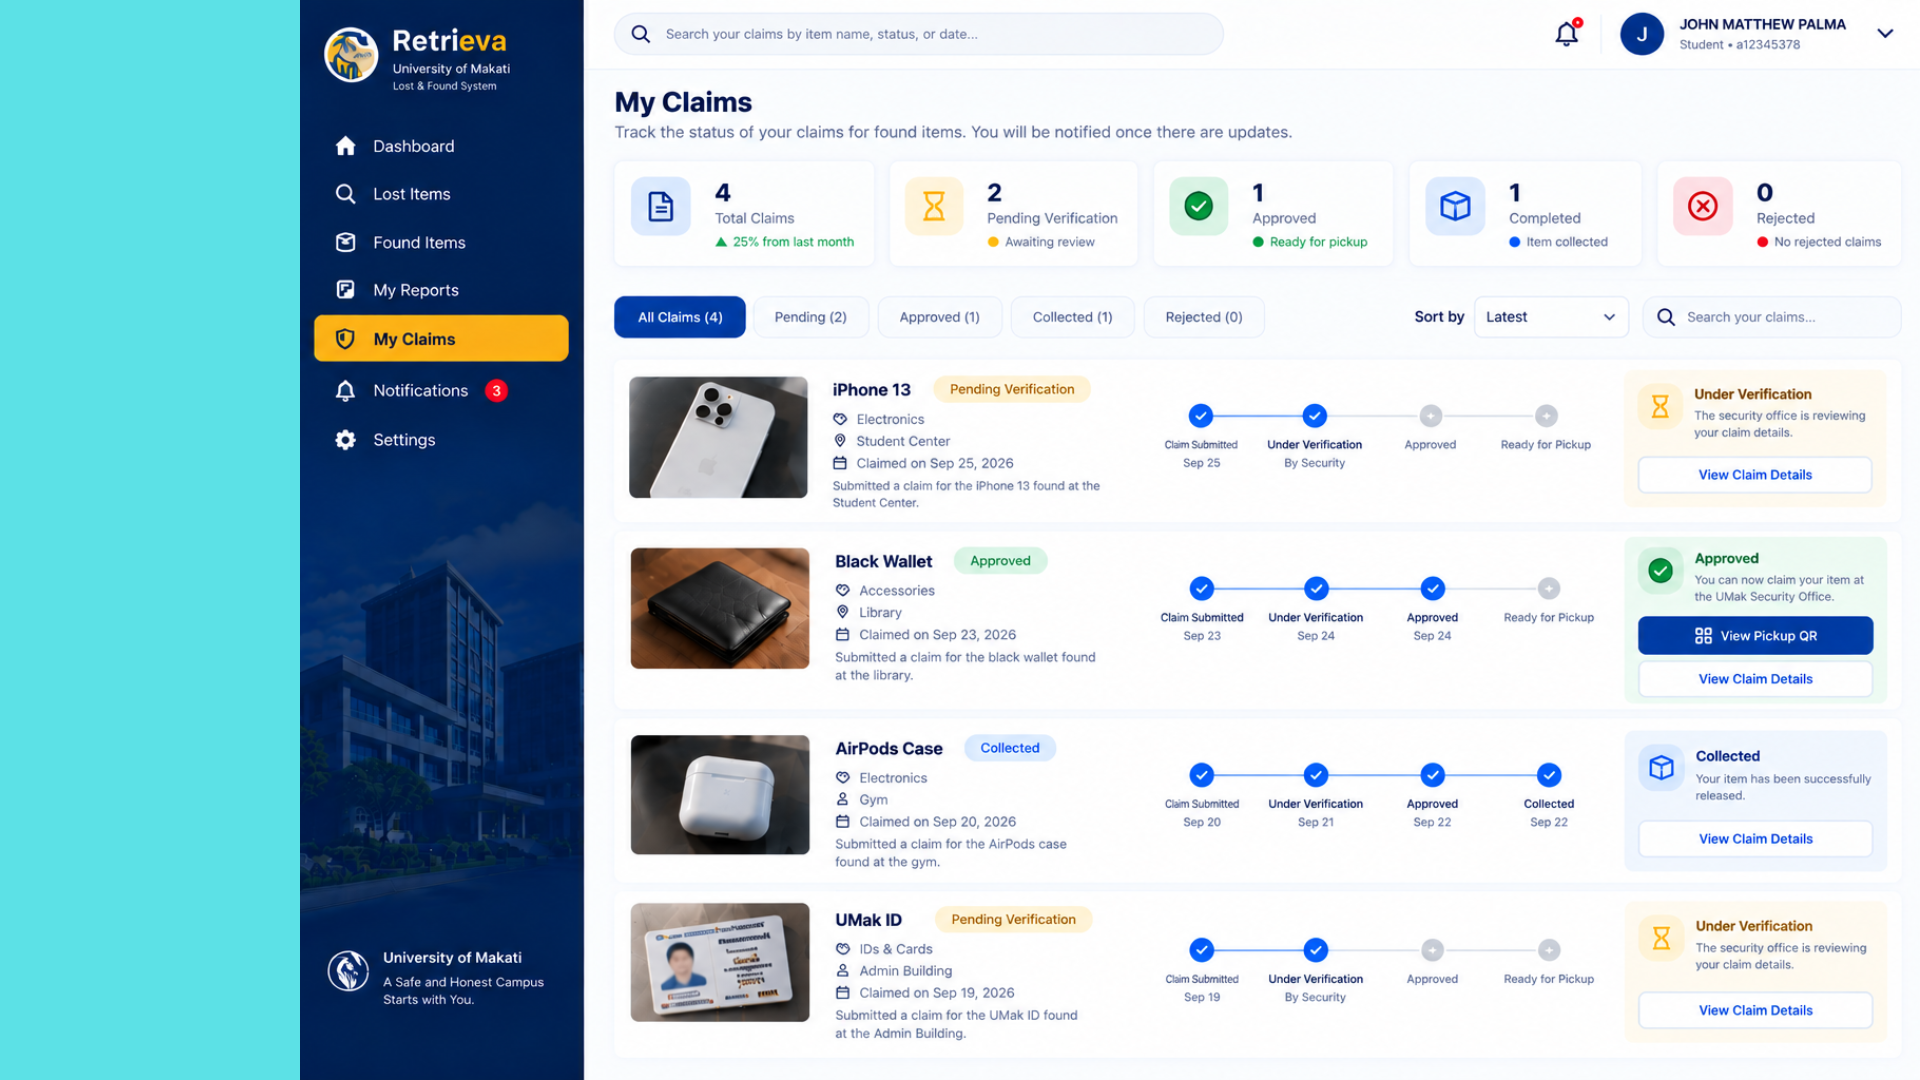 Retrieva
University of Makati
Lost & Found System
Dashboard
Lost Items
Found Items
My Reports
My Claims
Notifications 3
Settings
University of Makati
A Safe and Honest Campus
Starts with You.
Search your claims by item name, status, or date...
J
JOHN MATTHEW PALMA
Student • a12345378
My Claims
Track the status of your claims for found items. You will be notified once there are updates.
4
Total Claims
25% from last month
2
Pending Verification
Awaiting review
1
Approved
Ready for pickup
1
Completed
Item collected
0
Rejected
No rejected claims
All Claims (4)
Pending (2)
Approved (1)
Collected (1)
Rejected (0)
Sort by
Latest
Search your claims...
iPhone 13
Pending Verification
Electronics
Student Center
Claimed on Sep 25, 2026
Submitted a claim for the iPhone 13 found at the
Student Center.
Claim Submitted
Sep 25
Under Verification
By Security
Approved
Ready for Pickup
Under Verification
The security office is reviewing
your claim details.
View Claim Details
Black Wallet
Approved
Accessories
Library
Claimed on Sep 23, 2026
Submitted a claim for the black wallet found
at the library.
Claim Submitted
Sep 23
Under Verification
Sep 24
Approved
Sep 24
Ready for Pickup
Approved
You can now claim your item at
the UMak Security Office.
View Pickup QR
View Claim Details
AirPods Case
Collected
Electronics
Gym
Claimed on Sep 20, 2026
Submitted a claim for the AirPods case
found at the gym.
Claim Submitted
Sep 20
Under Verification
Sep 21
Approved
Sep 22
Collected
Sep 22
Collected
Your item has been successfully
released.
View Claim Details
UMak ID
Pending Verification
IDs & Cards
Admin Building
Claimed on Sep 19, 2026
Submitted a claim for the UMak ID found
at the Admin Building.
Claim Submitted
Sep 19
Under Verification
By Security
Approved
Ready for Pickup
Under Verification
The security office is reviewing
your claim details.
View Claim Details